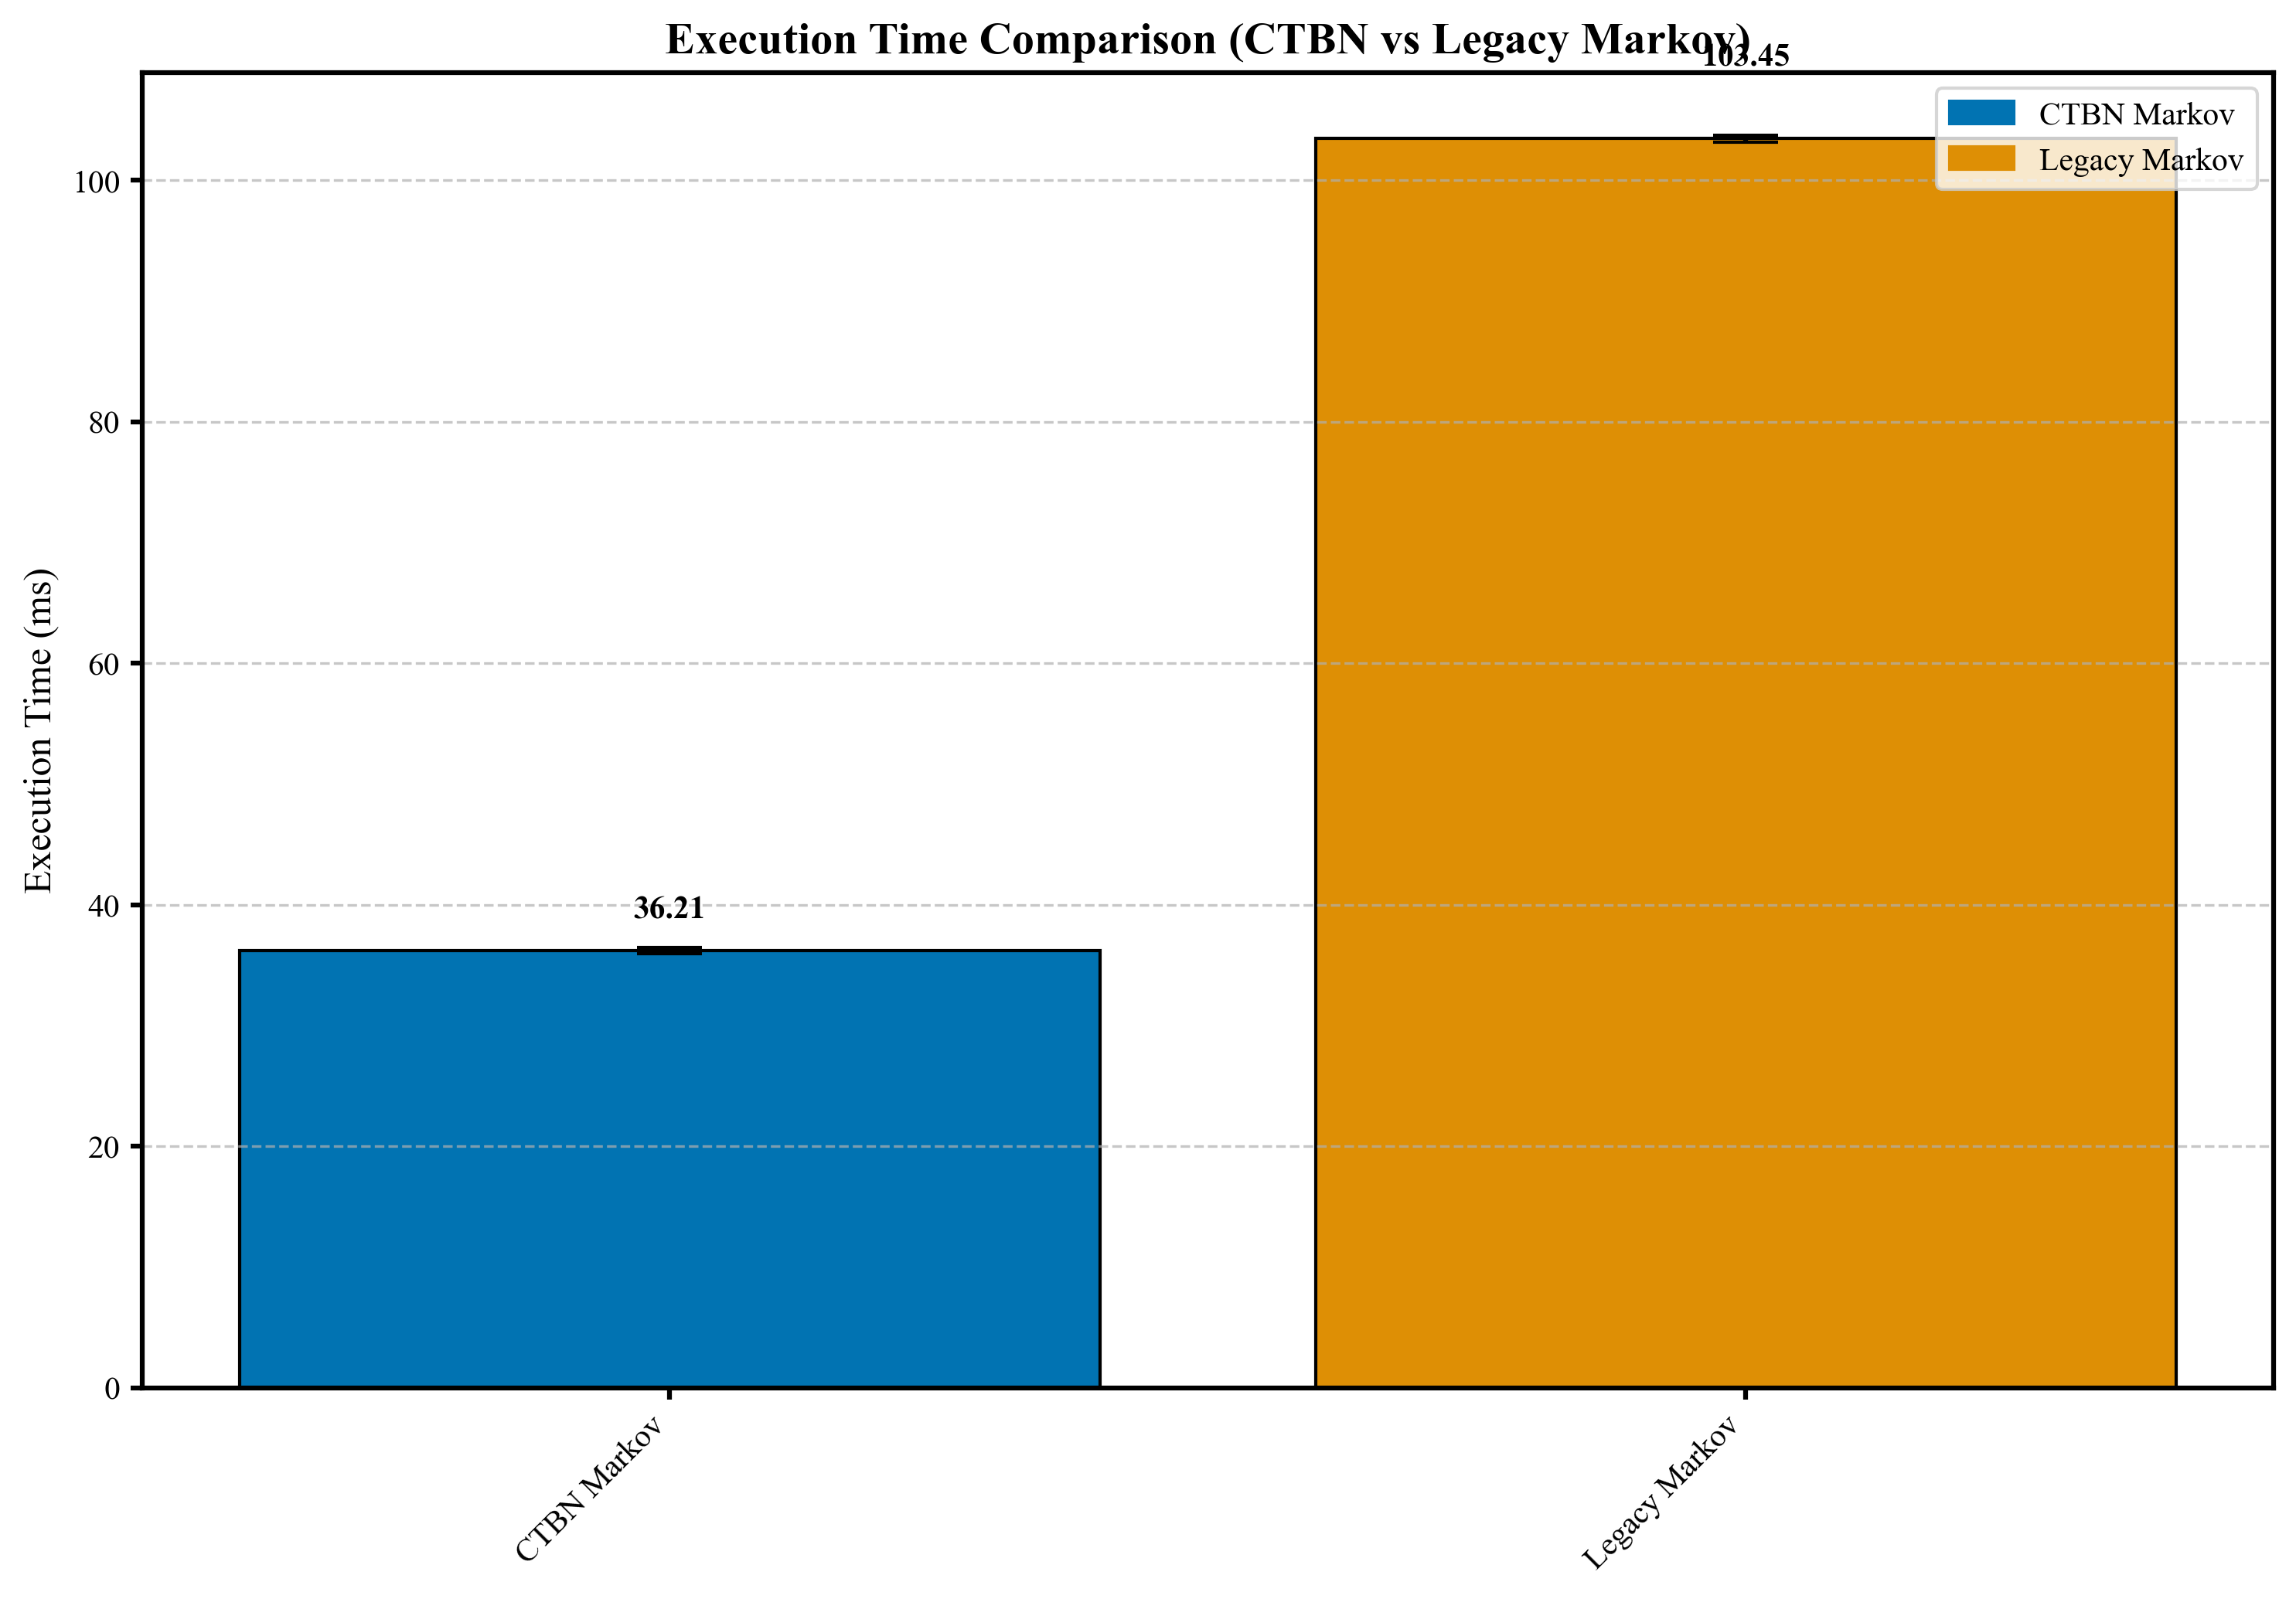 Execution Time Comparison (CTBN vs Legacy Markov)
103.45
CTBN Markov
Legacy Markov
100
80
60
40
20
0
Execution Time (ms)
36.21
CTBN Markov
Legacy Markov